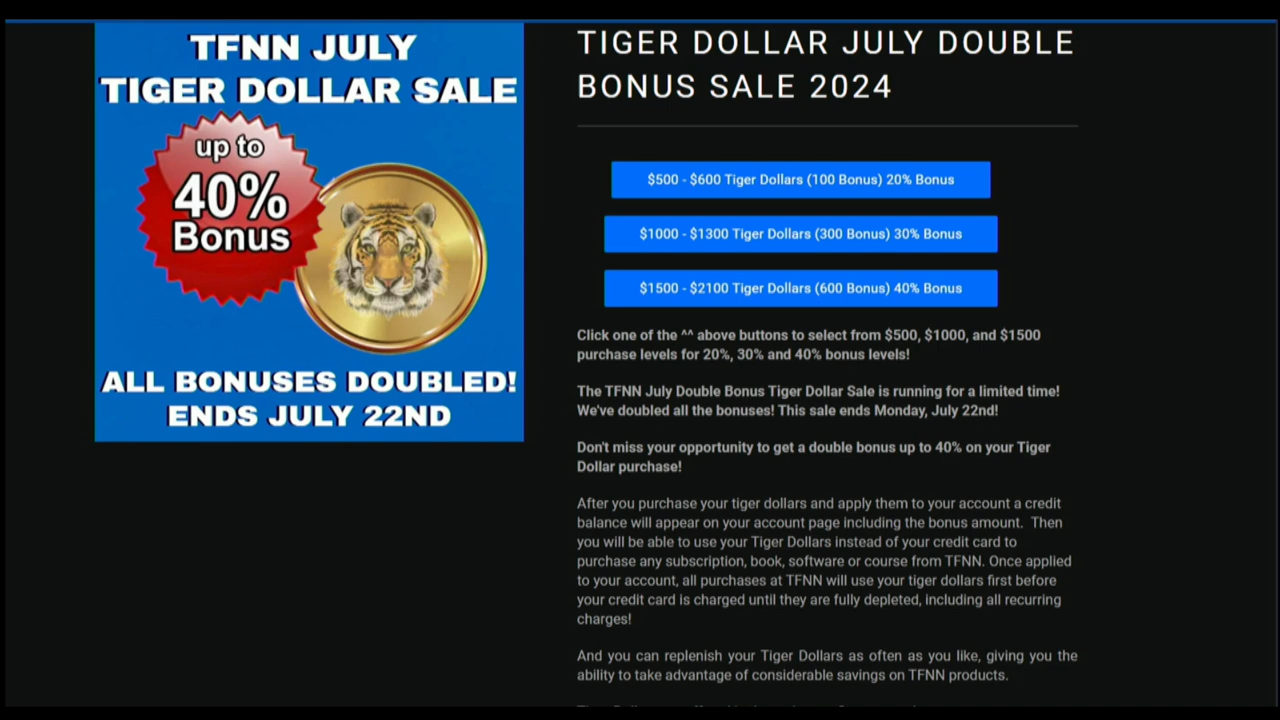 TFNN JULY
TIGER DOLLAR SALE
up to
40%
Bonus
ALL BONUSES DOUBLED!
ENDS JULY 22ND
TIGER DOLLAR JULY DOUBLE
BONUS SALE 2024
$500 - $600 Tiger Dollars (100 Bonus) 20% Bonus
$1000 - $1300 Tiger Dollars (300 Bonus) 30% Bonus
$1500 - $2100 Tiger Dollars (600 Bonus) 40% Bonus
Click one of the ^^ above buttons to select from $500, $1000, and $1500
purchase levels for 20%, 30% and 40% bonus levels!
The TFNN July Double Bonus Tiger Dollar Sale is running for a limited time!
We've doubled all the bonuses! This sale ends Monday, July 22nd!
Don't miss your opportunity to get a double bonus up to 40% on your Tiger
Dollar purchase!
After you purchase your tiger dollars and apply them to your account a credit
balance will appear on your account page including the bonus amount. Then
you will be able to use your Tiger Dollars instead of your credit card to
purchase any subscription, book, software or course from TFNN. Once applied
to your account, all purchases at TFNN will use your tiger dollars first before
your credit card is charged until they are fully depleted, including all recurring
charges!
And you can replenish your Tiger Dollars as often as you like, giving you the
ability to take advantage of considerable savings on TFNN products.